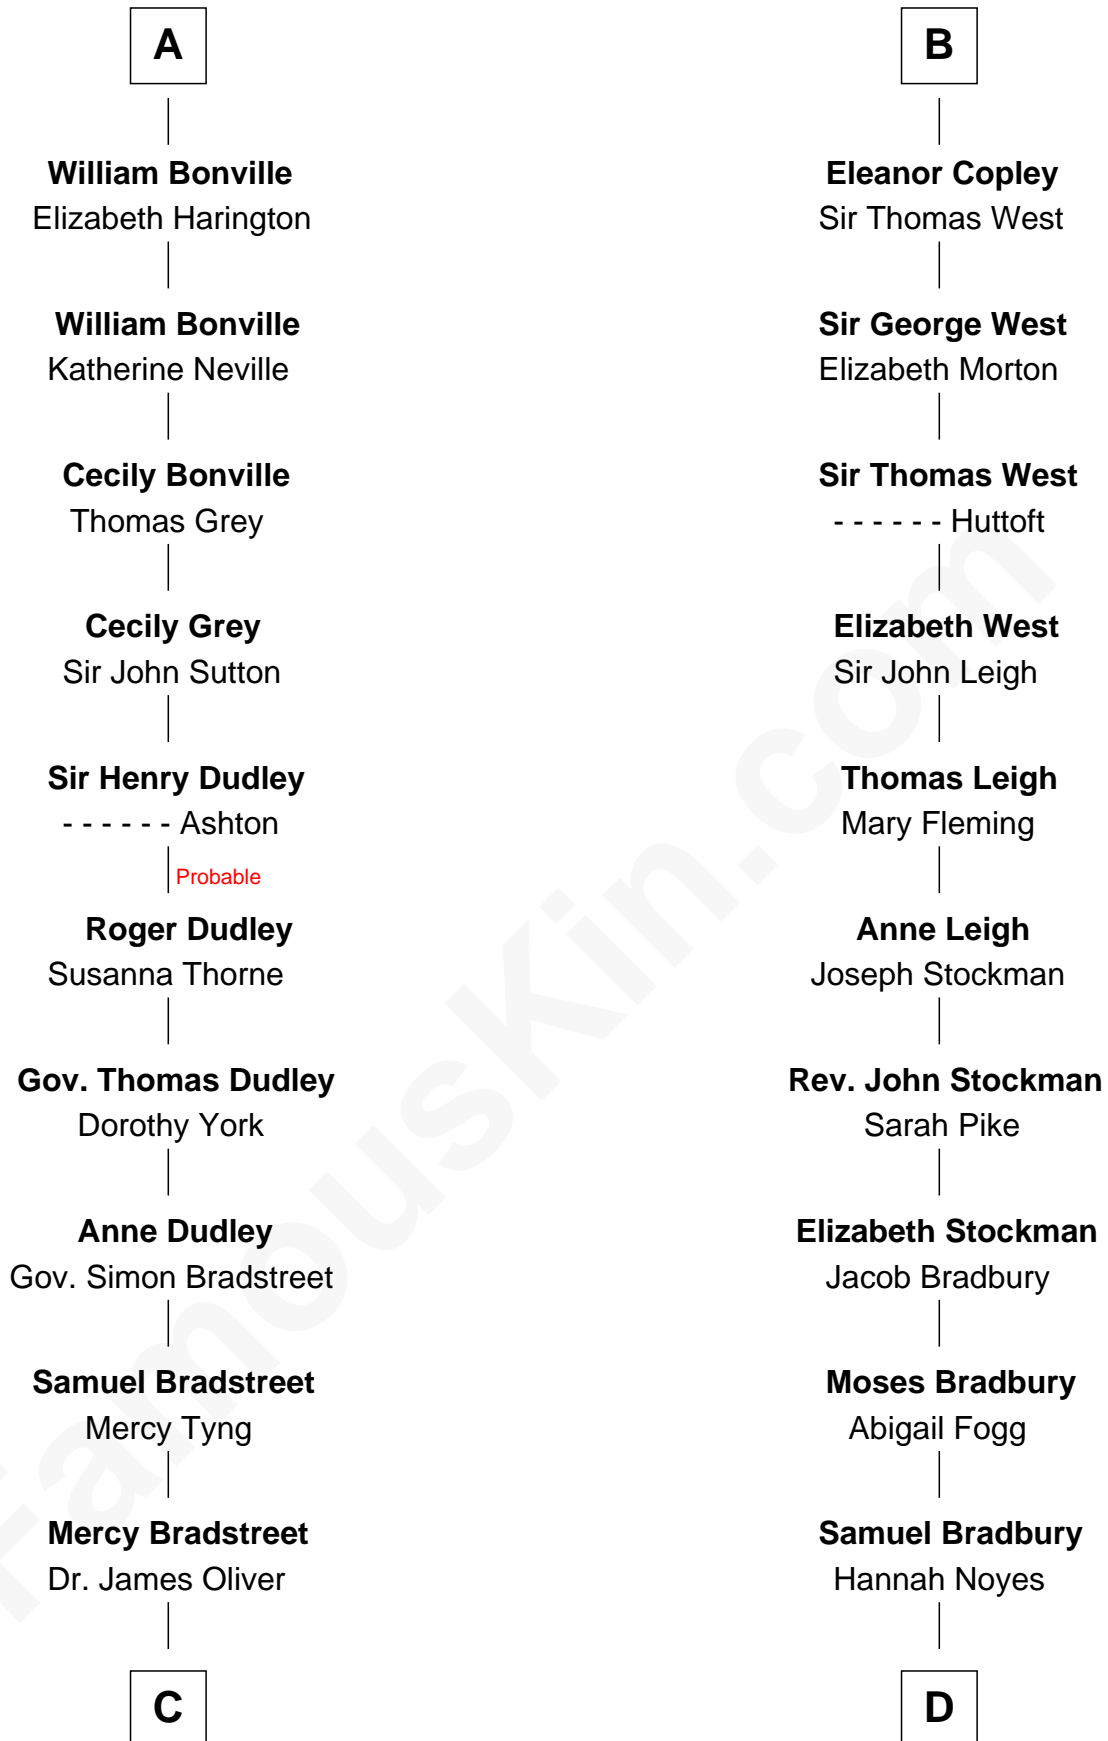 A
William Bonville
Elizabeth Harington
William Bonville
Katherine Neville
Cecily Bonville
Thomas Grey
Cecily Grey
Sir John Sutton
Sir Henry Dudley
- - - - - - Ashton
Probable
Roger Dudley
Susanna Thorne
Gov. Thomas Dudley
Dorothy York
Anne Dudley
Gov. Simon Bradstreet
Samuel Bradstreet
Mercy Tyng
Mercy Bradstreet
Dr. James Oliver
C
B
Eleanor Copley
Sir Thomas West
Sir George West
Elizabeth Morton
Sir Thomas West
- - - - - - Huttoft
Elizabeth West
Sir John Leigh
Thomas Leigh
Mary Fleming
Anne Leigh
Joseph Stockman
Rev. John Stockman
Sarah Pike
Elizabeth Stockman
Jacob Bradbury
Moses Bradbury
Abigail Fogg
Samuel Bradbury
Hannah Noyes
D
FamousKin.com